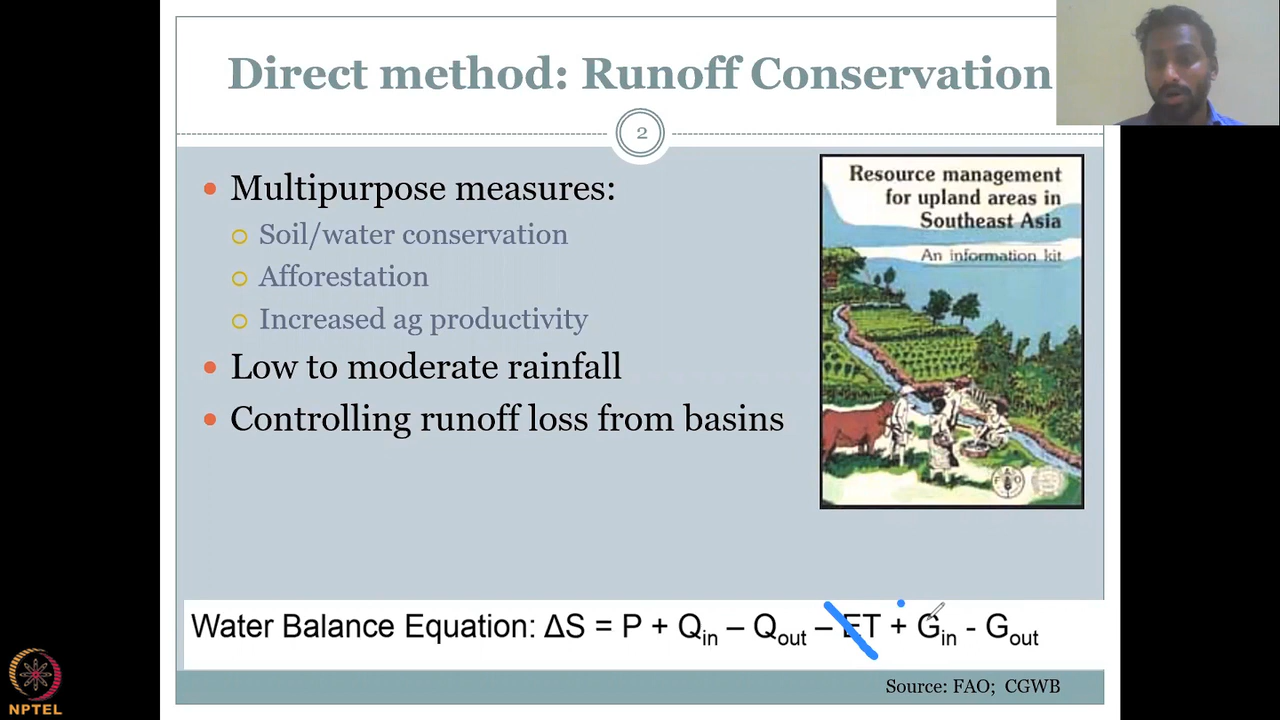 Direct method: Runoff Conservation
2
• Multipurpose measures:
Soil/water conservation
Afforestation
Increased ag productivity
• Low to moderate rainfall
• Controlling runoff loss from basins
Resource management
for upland areas in
Southeast Asia
An information kit
FAO
Water Balance Equation: ΔS = P + Qin – Qout – ET + Gin - Gout
Source: FAO; CGWB
NPTEL